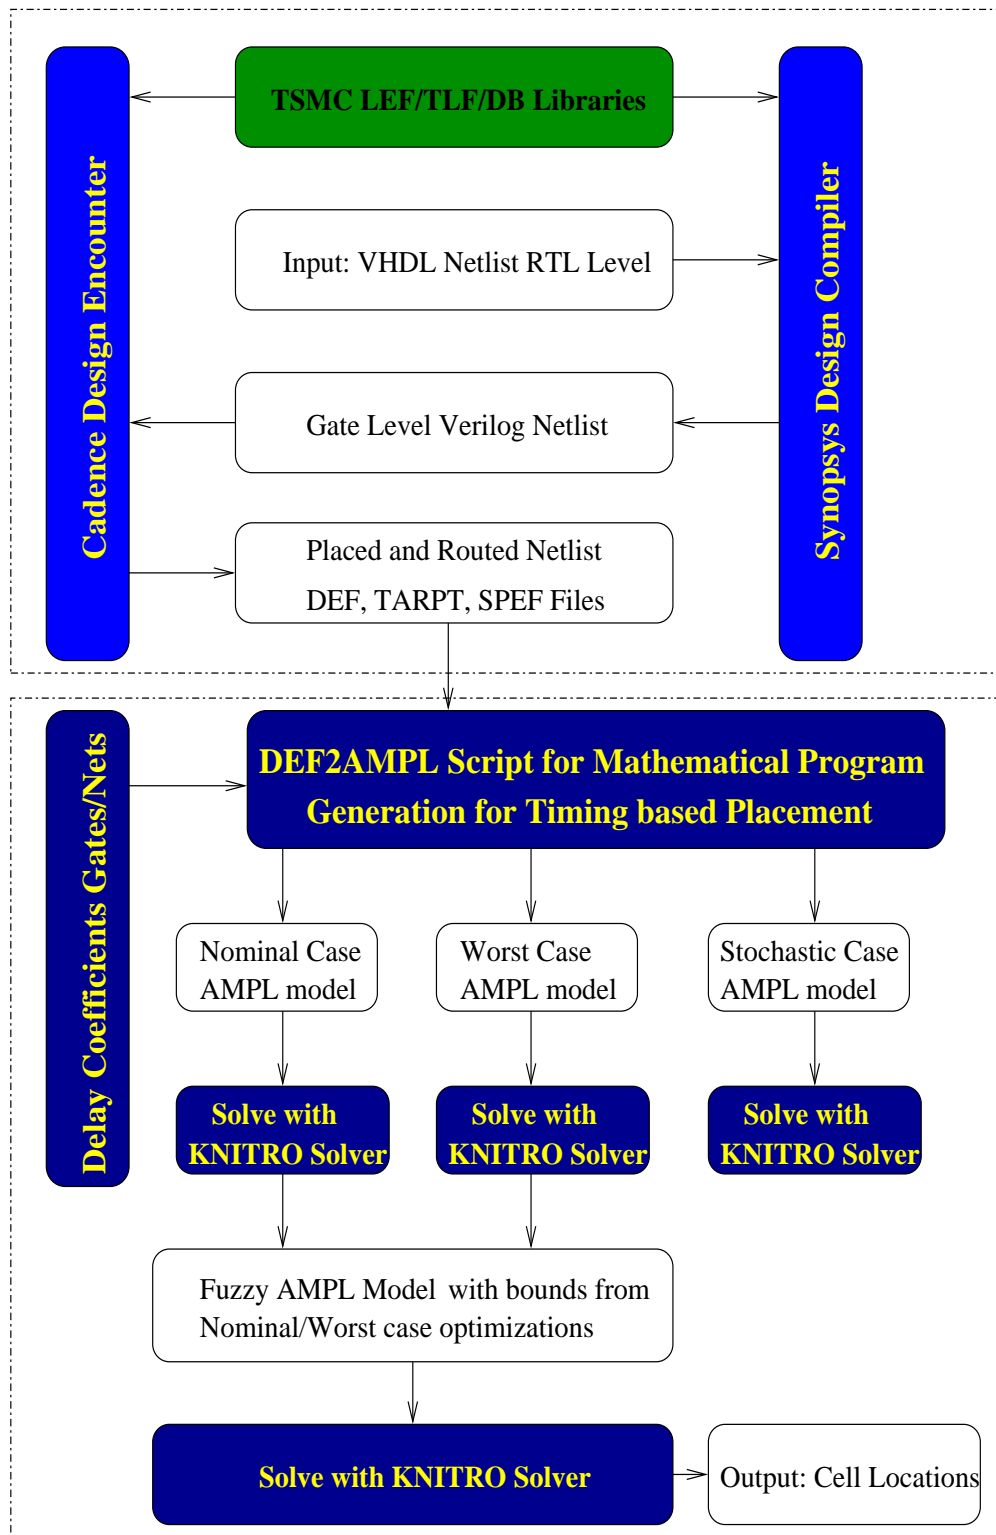 TSMC LEF/TLF/DB Libraries
Cadence Design Encounter
Synopsys Design Compiler
Input: VHDL Netlist RTL Level
Gate Level Verilog Netlist
Placed and Routed Netlist
DEF, TARPT, SPEF Files
Delay Coefficients Gates/Nets
DEF2AMPL Script for Mathematical Program
Generation for Timing based Placement
Nominal Case
AMPL model
Worst Case
AMPL model
Stochastic Case
AMPL model
Solve with
KNITRO Solver
Solve with
KNITRO Solver
Solve with
KNITRO Solver
Fuzzy AMPL Model with bounds from
Nominal/Worst case optimizations
Solve with KNITRO Solver
Output: Cell Locations